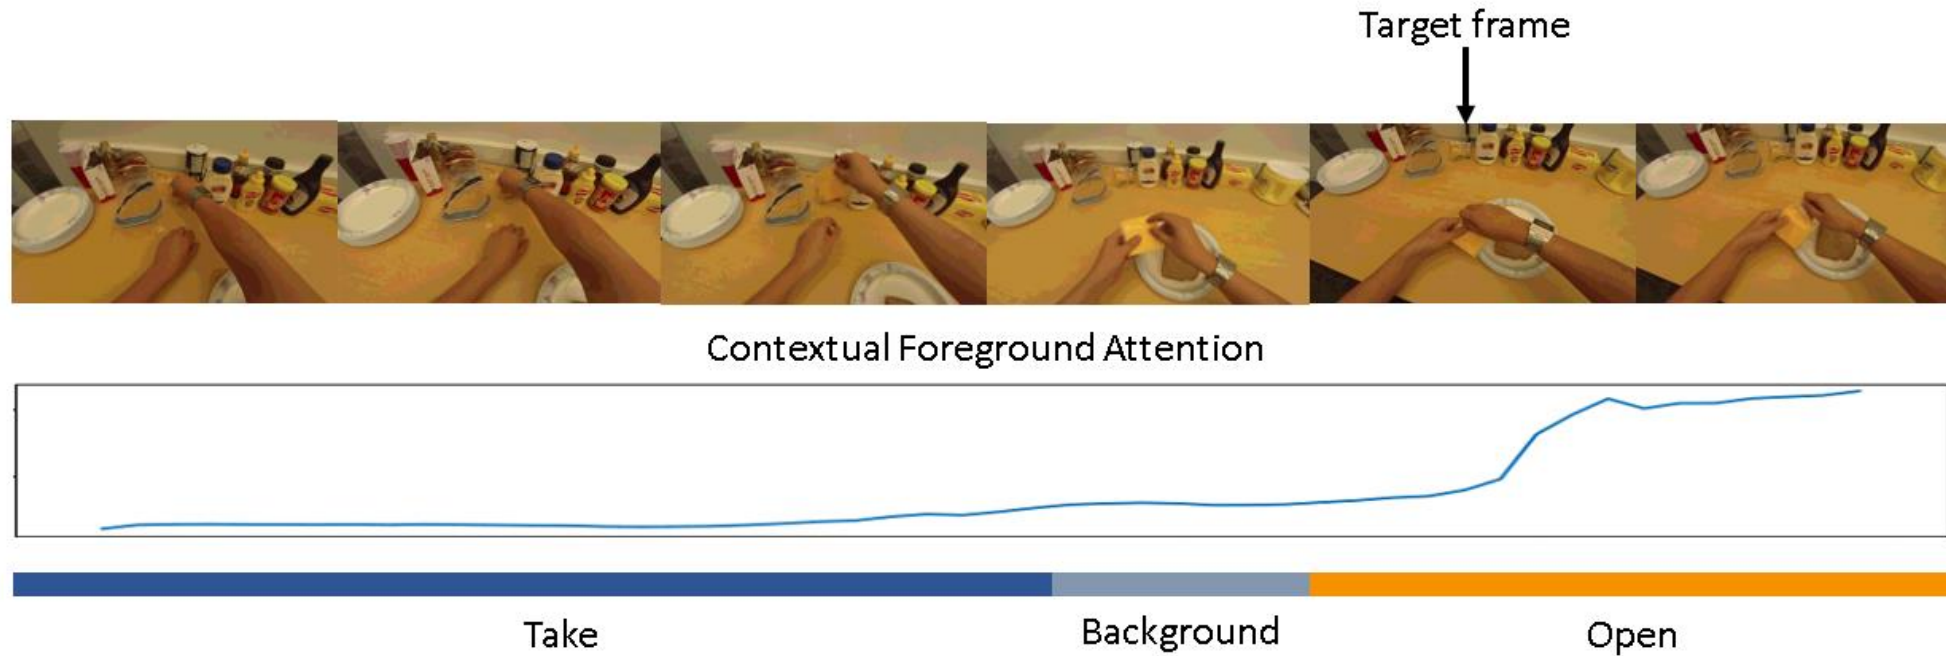 Target frame
Contextual Foreground Attention
Take
Background
Open